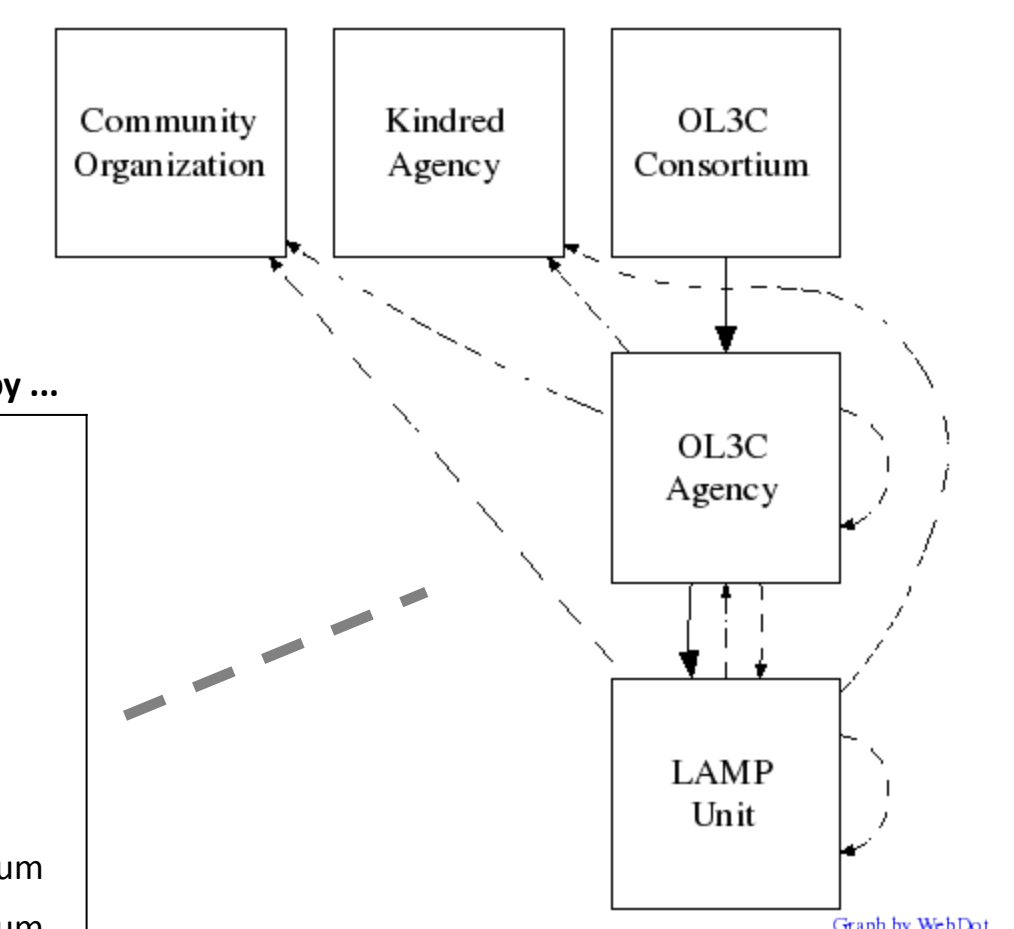 Community
Organization
Kindred
Agency
OL3C
Consortium
OL3C
Agency
LAMP
Unit
Graph by WebDot